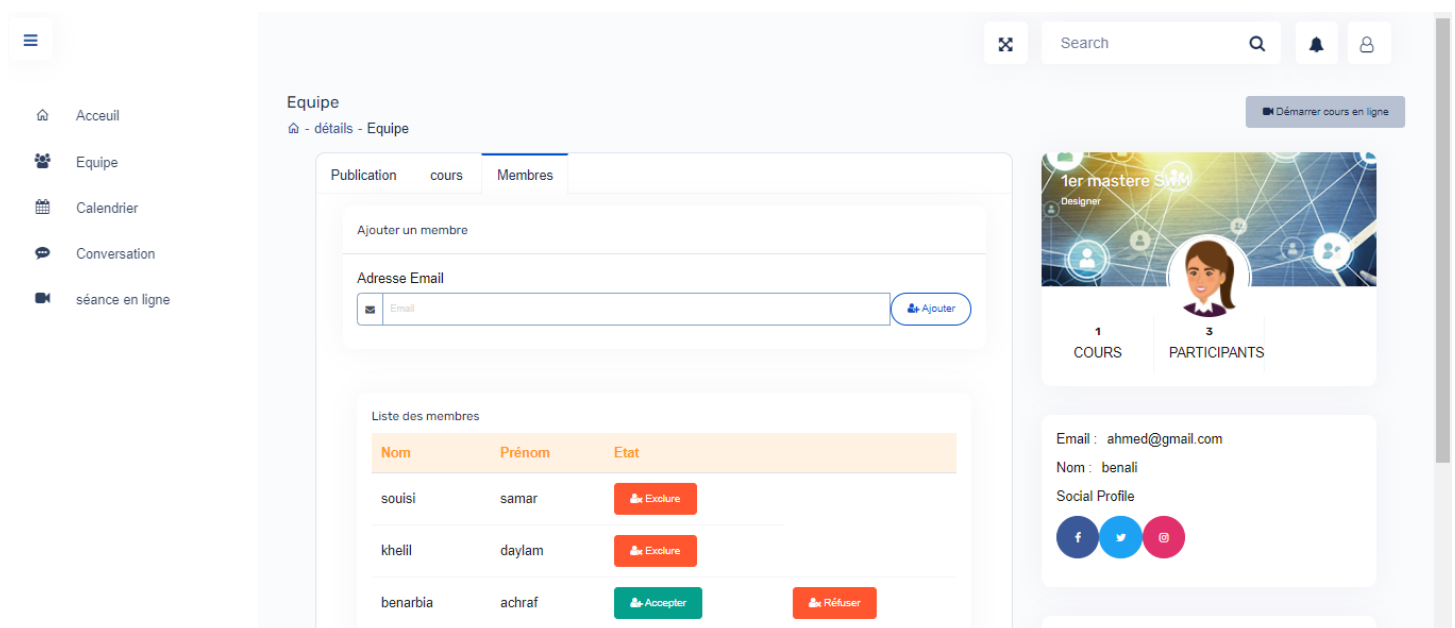 Search
Acceuil
Equipe
Calendrier
Conversation
séance en ligne
Equipe
- détails - Equipe
Démarrer cours en ligne
Publication cours Membres
Ajouter un membre
Adresse Email
Email
Ajouter
Liste des membres
Nom Prénom Etat
souisi samar Exclure
khelil daylam Exclure
benarbia achraf Accepter Réfuser
1er mastere SWM
Designer
1 3
COURS PARTICIPANTS
Email : ahmed@gmail.com
Nom : benali
Social Profile